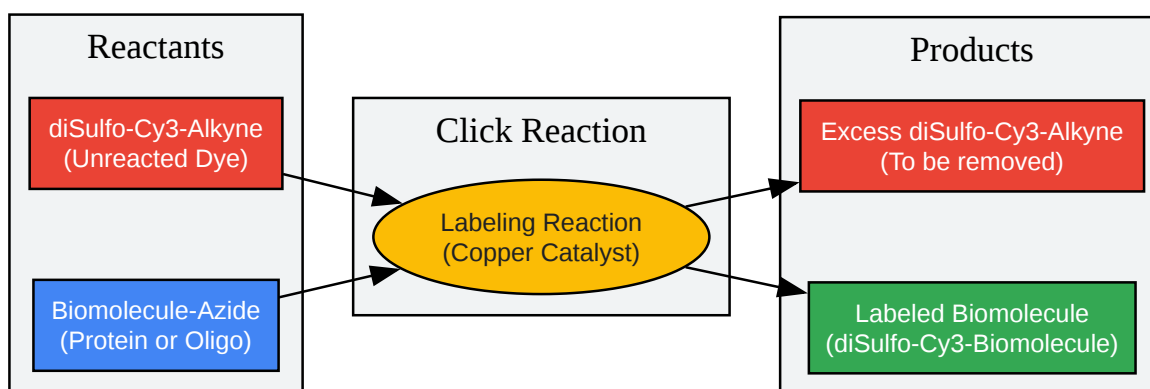 Reactants
diSulfo-Cy3-Alkyne
(Unreacted Dye)
Biomolecule-Azide
(Protein or Oligo)
Click Reaction
Labeling Reaction
(Copper Catalyst)
Products
Excess diSulfo-Cy3-Alkyne
(To be removed)
Labeled Biomolecule
(diSulfo-Cy3-Biomolecule)